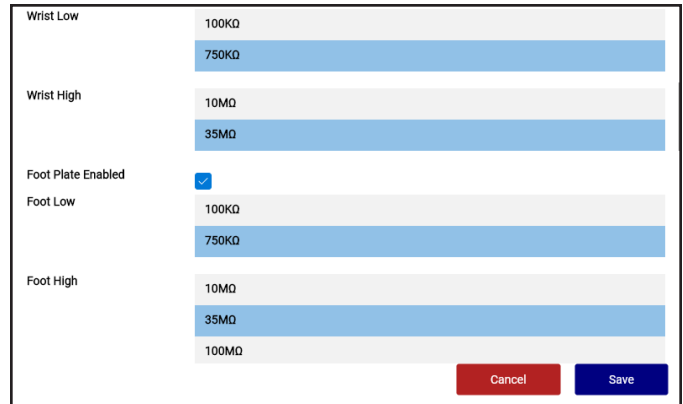 Wrist Low
100KΩ
750KΩ
Wrist High
10MΩ
35MΩ
Foot Plate Enabled
Foot Low
100KΩ
750KΩ
Foot High
10MΩ
35MΩ
100MΩ
Cancel Save